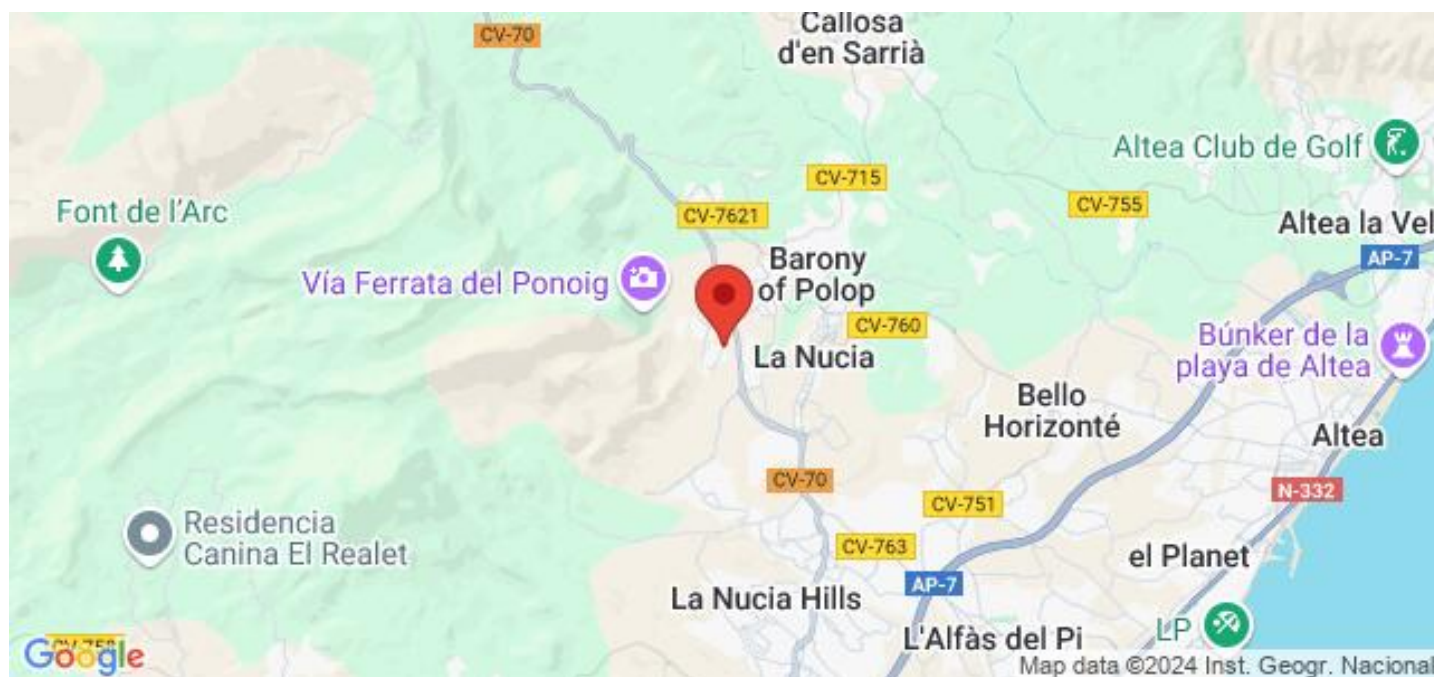 Callosa
d'en Sarrià
CV-70
Altea Club de Golf
CV-715
CV-755
Font de l'Arc
CV-7621
Altea la Vel
Barony
of Polop
AP-7
Vía Ferrata del Ponoig
CV-760
Búnker de la
playa de Altea
La Nucia
Bello
Horizonté
Altea
CV-70
N-332
CV-751
Residencia
Canina El Realet
CV-763
el Planet
AP-7
La Nucia Hills
L'Alfàs del Pi
LP
Google
Map data ©2024 Inst. Geogr. Nacional